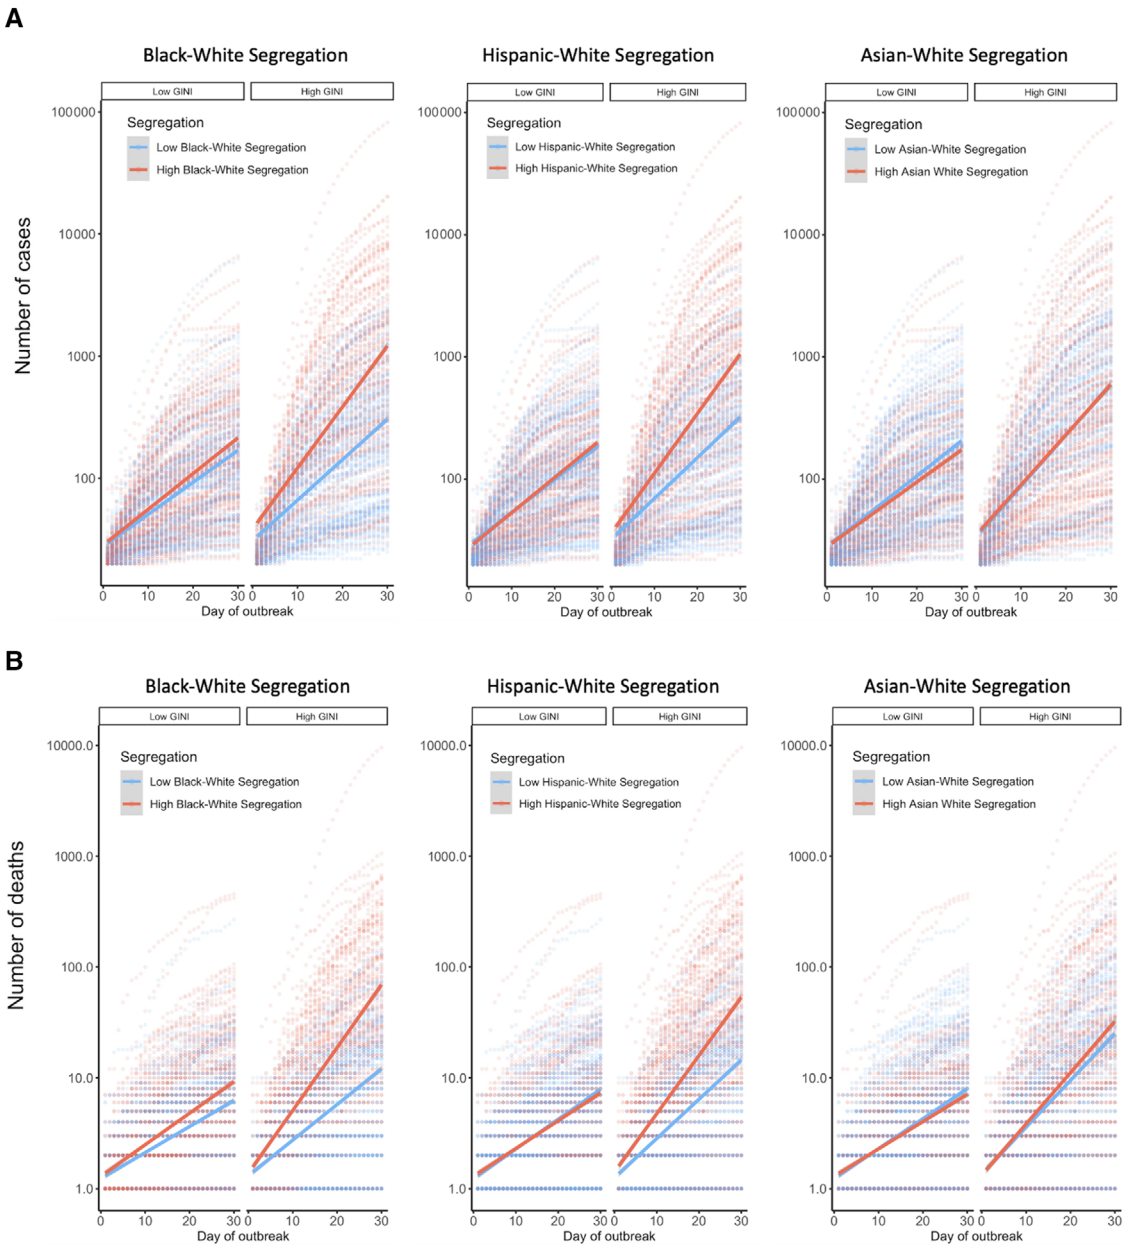 A
Black-White Segregation Hispanic-White Segregation Asian-White Segregation
Low GINI High GINI Low GINI High GINI Low GINI High GINI
100000 100000 100000
Segregation Segregation Segregation
Low Black-White Segregation Low Hispanic-White Segregation Low Asian-White Segregation
High Black-White Segregation High Hispanic-White Segregation High Asian White Segregation
10000 10000 10000
Number of cases
1000 1000 1000
100 100 100
0 10 20 30 0 10 20 30 0 10 20 30 0 10 20 30 0 10 20 30 0 10 20 30
Day of outbreak Day of outbreak Day of outbreak
B
Black-White Segregation Hispanic-White Segregation Asian-White Segregation
Low GINI High GINI Low GINI High GINI Low GINI High GINI
10000.0 10000.0 10000.0
Segregation Segregation Segregation
Low Black-White Segregation Low Hispanic-White Segregation Low Asian-White Segregation
High Black-White Segregation High Hispanic-White Segregation High Asian White Segregation
1000.0 1000.0 1000.0
Number of deaths
100.0 100.0 100.0
10.0 10.0 10.0
1.0 1.0 1.0
0 10 20 30 0 10 20 30 0 10 20 30 0 10 20 30 0 10 20 30 0 10 20 30
Day of outbreak Day of outbreak Day of outbreak